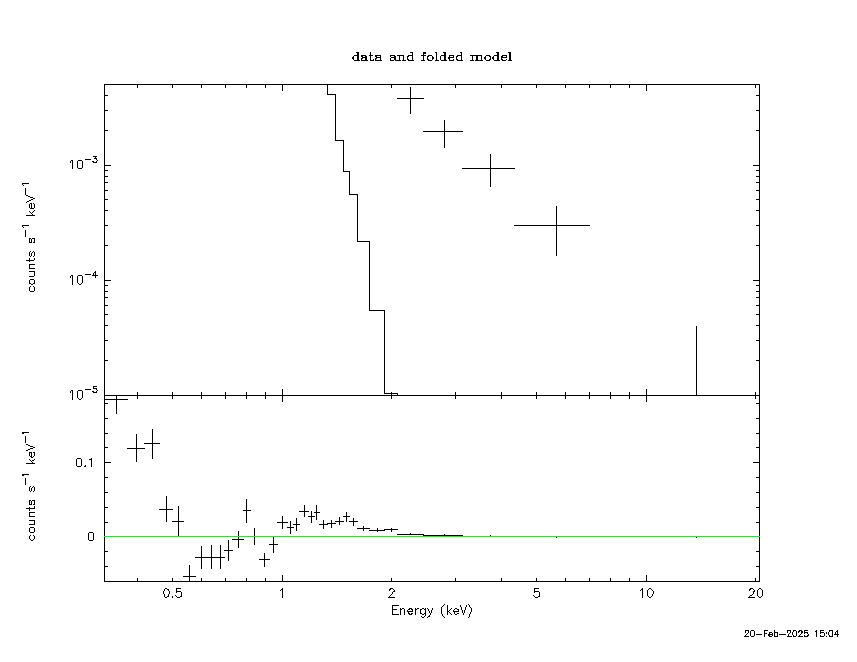 data and folded model
counts s⁻¹ keV⁻¹
10⁻³
10⁻⁴
10⁻⁵
counts s⁻¹ keV⁻¹
0.1
0
0.5 1 2 5 10 20
Energy (keV)
20-Feb-2025 15:04